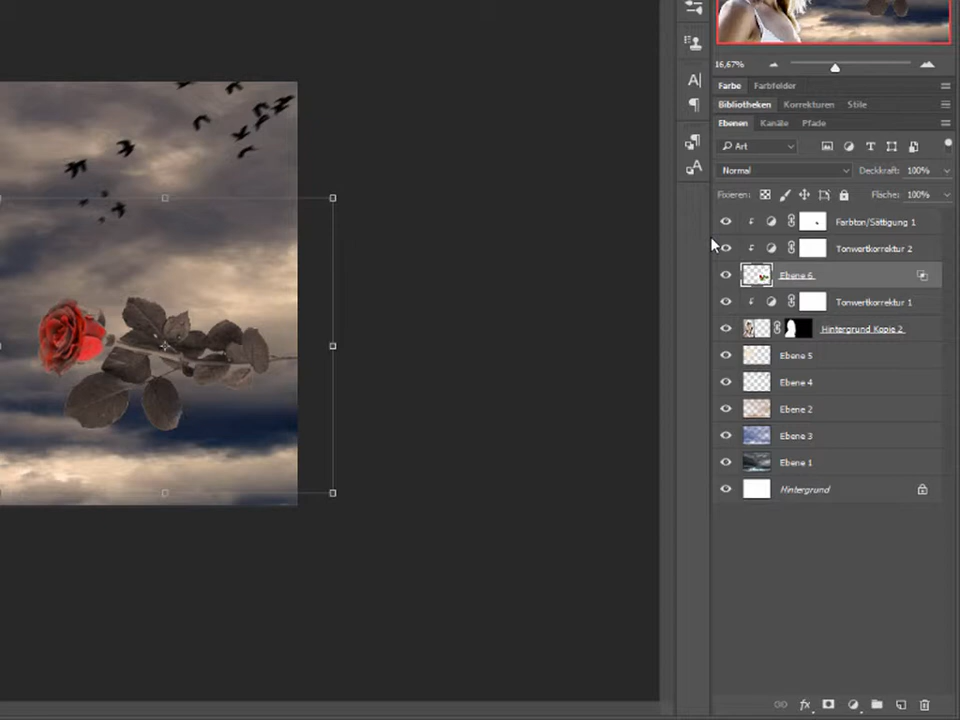 16,67%
Farbe Farbfelder
Bibliotheken Korrekturen Stile
Ebenen Kanäle Pfade
Art
Normal Deckkraft: 100%
Fixieren: Fläche: 100%
Farbton/Sättigung 1
Tonwertkorrektur 2
Ebene 6
Tonwertkorrektur 1
Hintergrund Kopie 2
Ebene 5
Ebene 4
Ebene 2
Ebene 3
Ebene 1
Hintergrund
fx